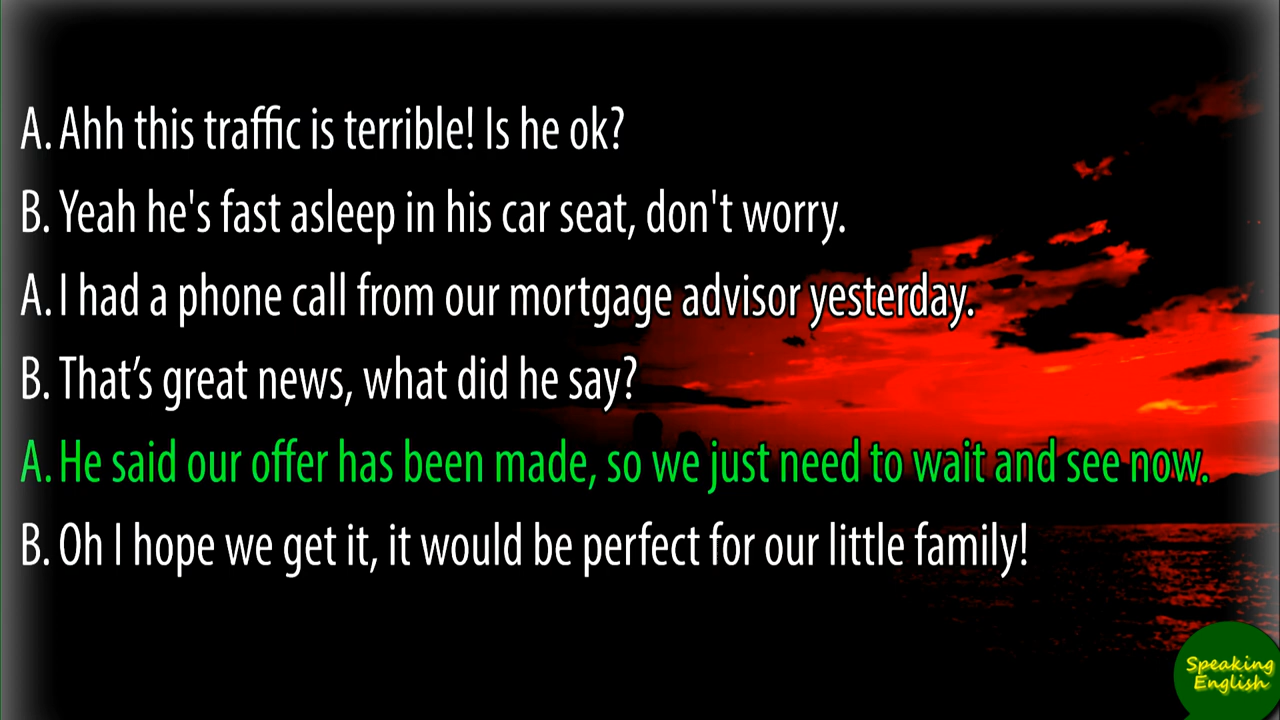 A. Ahh this traffic is terrible! Is he ok?
B. Yeah he's fast asleep in his car seat, don't worry.
A. I had a phone call from our mortgage advisor yesterday.
B. That’s great news, what did he say?
A. He said our offer has been made, so we just need to wait and see now.
B. Oh I hope we get it, it would be perfect for our little family!
Speaking
English